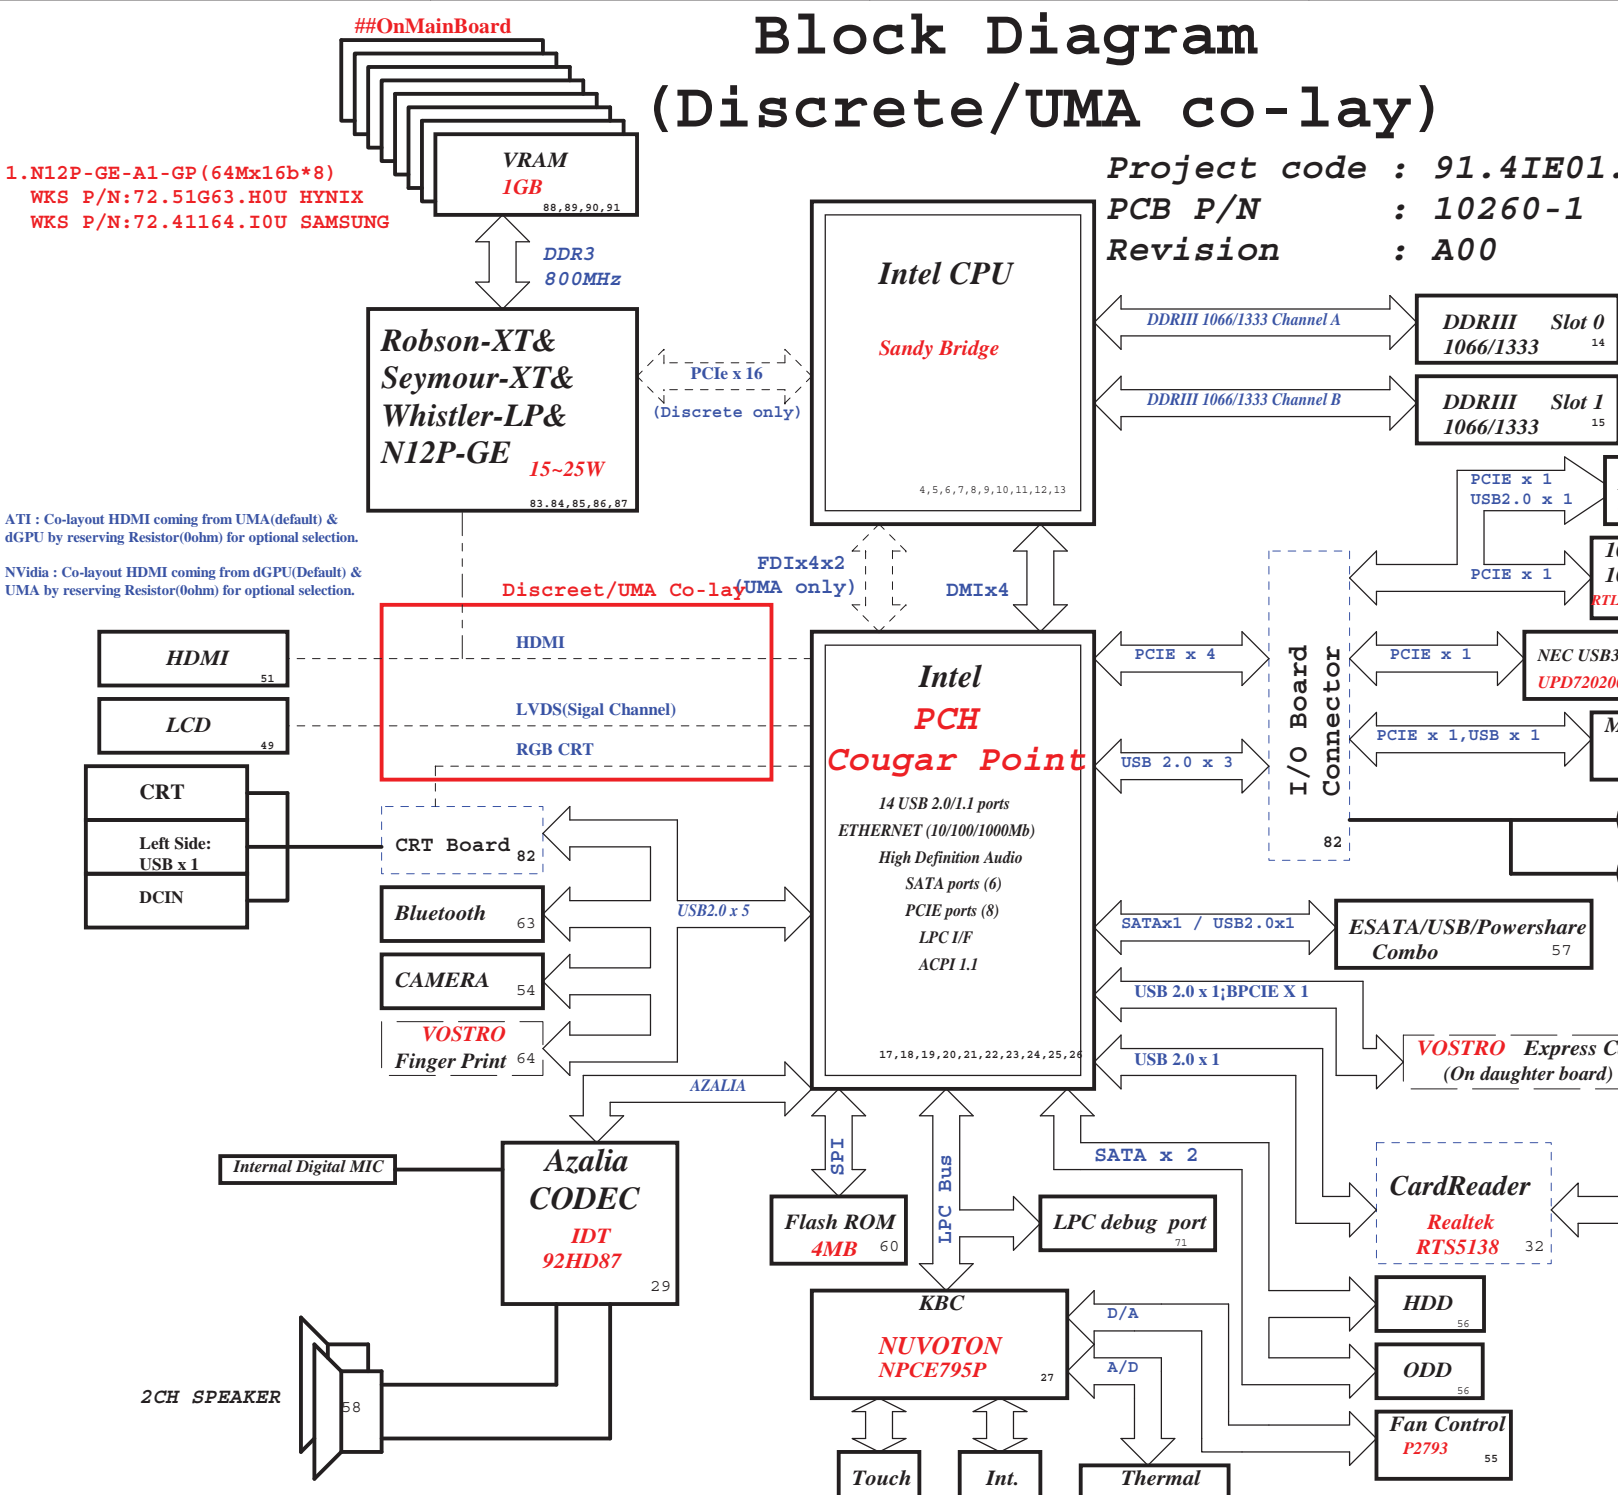 ##OnMainBoard
Block Diagram
(Discrete/UMA co-lay)
1.N12P-GE-A1-GP(64Mx16b*8)
WKS P/N:72.51G63.H0U HYNIX
WKS P/N:72.41164.I0U SAMSUNG
VRAM
1GB
88,89,90,91
Project code : 91.4IE01.
PCB P/N : 10260-1
Revision : A00
DDR3
800MHz
Intel CPU
Sandy Bridge
4,5,6,7,8,9,10,11,12,13
DDRIII 1066/1333 Channel A
DDRIII Slot 0
1066/1333 14
DDRIII 1066/1333 Channel B
DDRIII Slot 1
1066/1333 15
Robson-XT&
Seymour-XT&
Whistler-LP&
N12P-GE
15~25W
83.84,85,86,87
PCIe x 16
(Discrete only)
PCIE x 1
USB2.0 x 1
PCIE x 1
ATI : Co-layout HDMI coming from UMA(default) &
dGPU by reserving Resistor(0ohm) for optional selection.
NVidia : Co-layout HDMI coming from dGPU(Default) &
UMA by reserving Resistor(0ohm) for optional selection.
Discreet/UMA Co-lay
FDIx4x2
(UMA only)
DMIx4
HDMI
51
HDMI
LCD
49
LVDS(Sigal Channel)
RGB CRT
Intel
PCH
Cougar Point
14 USB 2.0/1.1 ports
ETHERNET (10/100/1000Mb)
High Definition Audio
SATA ports (6)
PCIE ports (8)
LPC I/F
ACPI 1.1
17,18,19,20,21,22,23,24,25,26
PCIE x 4
USB 2.0 x 3
I/O Board
Connector
82
PCIE x 1
NEC USB3
UPD72020
PCIE x 1,USB x 1
M
RTL
CRT
Left Side:
USB x 1
DCIN
CRT Board 82
Bluetooth 63
CAMERA 54
VOSTRO
Finger Print 64
USB2.0 x 5
AZALIA
SATAx1 / USB2.0x1
ESATA/USB/Powershare
Combo 57
USB 2.0 x 1¡BPCIE X 1
USB 2.0 x 1
VOSTRO Express C
(On daughter board)
Internal Digital MIC
Azalia
CODEC
IDT
92HD87
29
SPI
LPC Bus
SATA x 2
Flash ROM
4MB 60
LPC debug port
71
CardReader
Realtek
RTS5138 32
KBC
NUVOTON
NPCE795P
27
D/A
A/D
HDD
56
ODD
56
Fan Control
P2793
55
2CH SPEAKER
58
Touch
Int.
Thermal